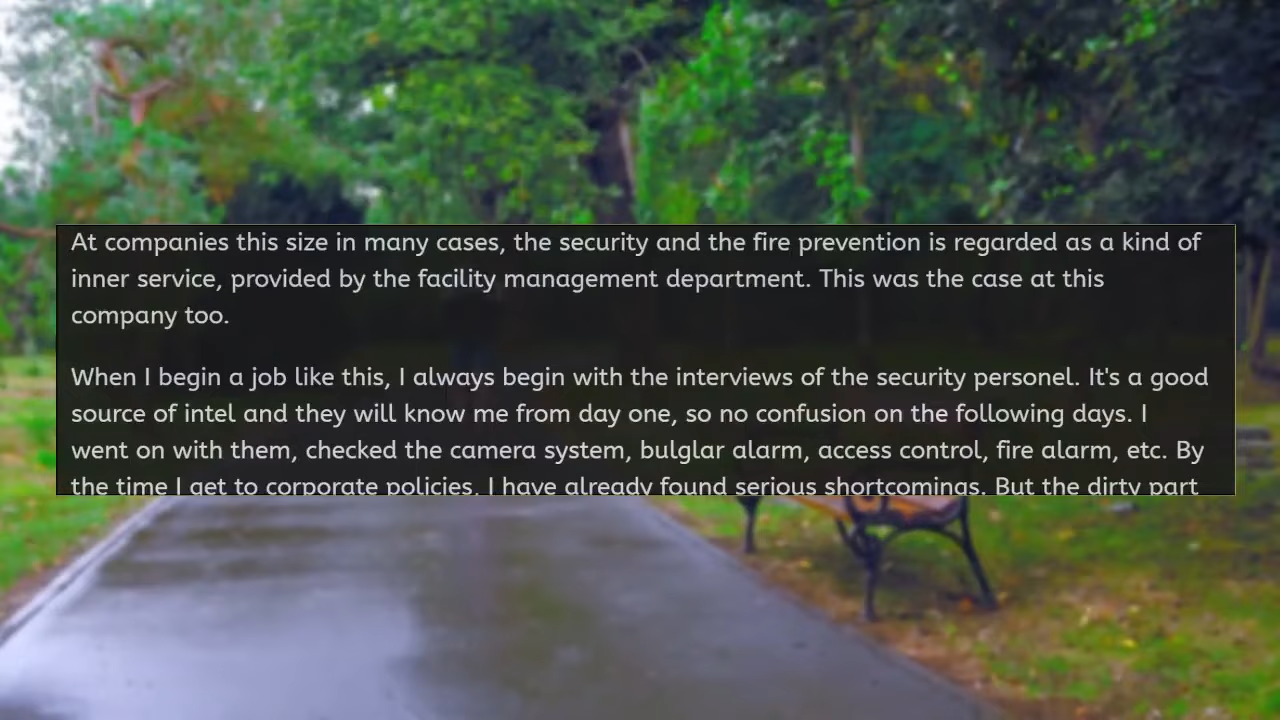 At companies this size in many cases, the security and the fire prevention is regarded as a kind of
inner service, provided by the facility management department. This was the case at this
company too.
When I begin a job like this, I always begin with the interviews of the security personel. It's a good
source of intel and they will know me from day one, so no confusion on the following days. I
went on with them, checked the camera system, bulglar alarm, access control, fire alarm, etc. By
the time I get to corporate policies, I have already found serious shortcomings. But the dirty part